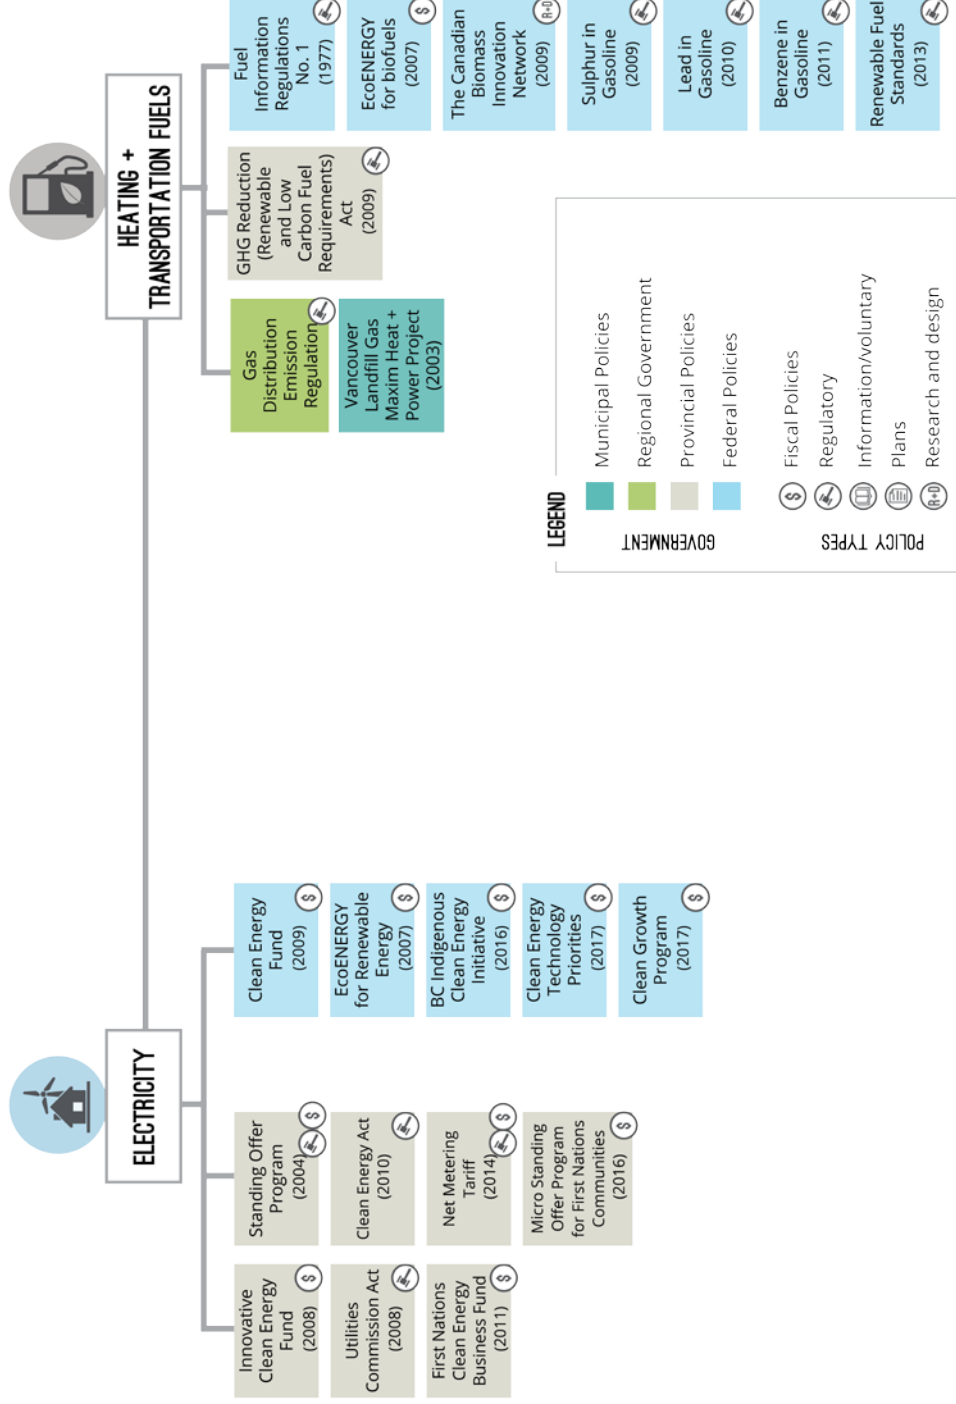 ELECTRICITY
Innovative
Clean Energy
Fund
(2008)
$
Utilities
Commission Act
(2008)
First Nations
Clean Energy
Business Fund
(2011)
$
Standing Offer
Program
(2004)
$
Clean Energy Act
(2010)
Net Metering
Tariff
(2014)
$
Micro Standing
Offer Program
for First Nations
Communities
(2016)
$
Clean Energy
Fund
(2009)
$
EcoENERGY
for Renewable
Energy
(2007)
$
BC Indigenous
Clean Energy
Initiative
(2016)
$
Clean Energy
Technology
Priorities
(2017)
$
Clean Growth
Program
(2017)
$
HEATING +
TRANSPORTATION FUELS
Gas
Distribution
Emission
Regulation
Vancouver
Landfill Gas
Maxim Heat +
Power Project
(2003)
GHG Reduction
(Renewable
and Low
Carbon Fuel
Requirements)
Act
(2009)
Fuel
Information
Regulations
No. 1
(1977)
EcoENERGY
for biofuels
(2007)
$
The Canadian
Biomass
Innovation
Network
(2009)
R+D
Sulphur in
Gasoline
(2009)
Lead in
Gasoline
(2010)
Benzene in
Gasoline
(2011)
Renewable Fuel
Standards
(2013)
LEGEND
GOVERNMENT
Municipal Policies
Regional Government
Provincial Policies
Federal Policies
POLICY TYPES
$ Fiscal Policies
Regulatory
Information/voluntary
Plans
R+D Research and design